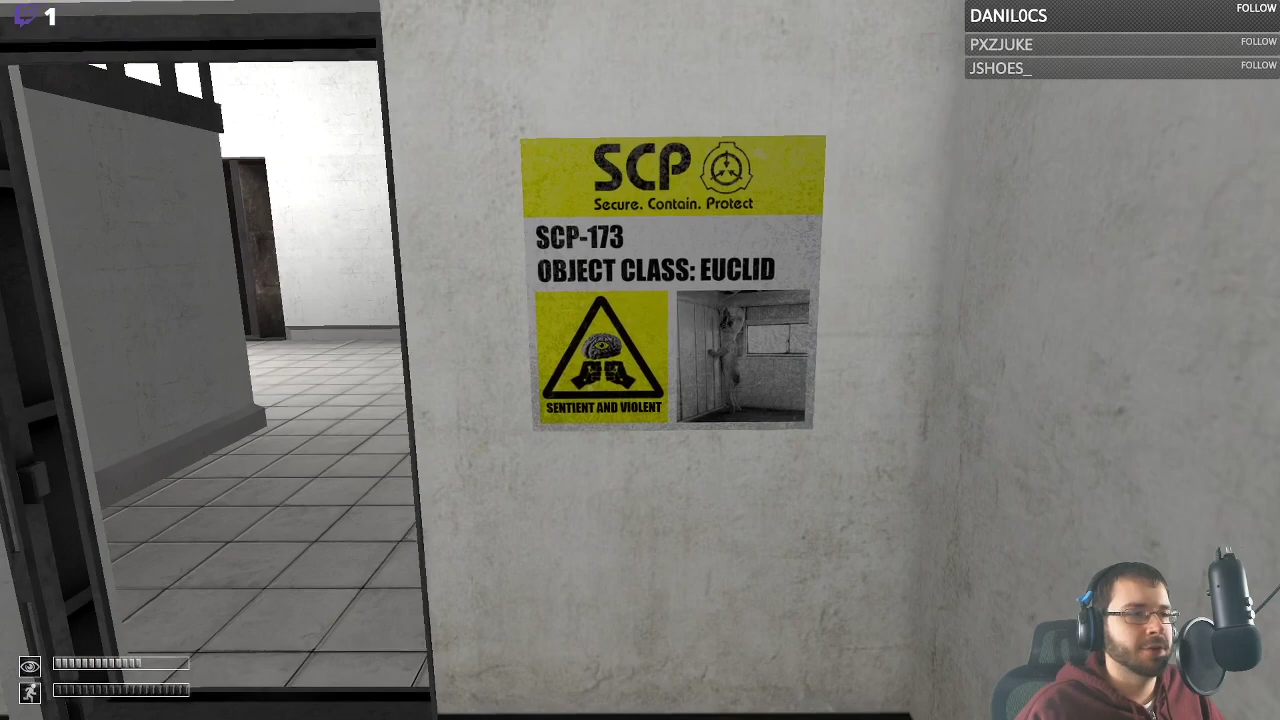 1
DANIL0CS FOLLOW
PXZJUKE FOLLOW
JSHOES_ FOLLOW
SCP
Secure. Contain. Protect
SCP-173
OBJECT CLASS: EUCLID
SENTIENT AND VIOLENT